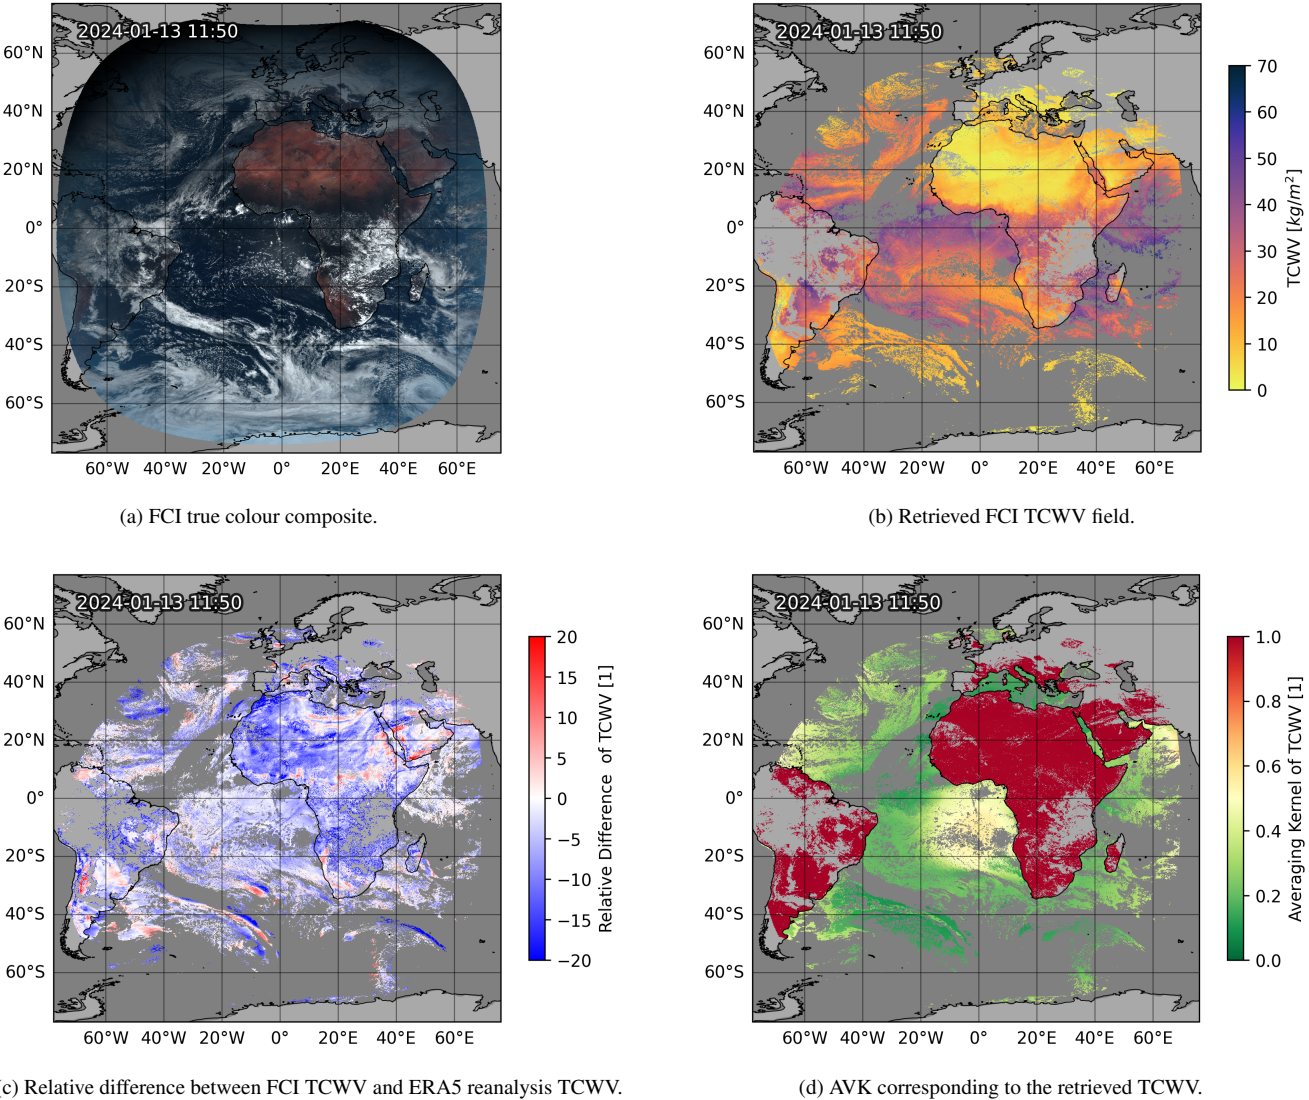 2024-01-13 11:50
60°N
40°N
20°N
0°
20°S
40°S
60°S
60°W 40°W 20°W 0° 20°E 40°E 60°E
(a) FCI true colour composite.
2024-01-13 11:50
60°N
40°N
20°N
0°
20°S
40°S
60°S
60°W 40°W 20°W 0° 20°E 40°E 60°E
70
60
50
40
30
20
10
0
TCWV [kg/m²]
(b) Retrieved FCI TCWV field.
2024-01-13 11:50
60°N
40°N
20°N
0°
20°S
40°S
60°S
60°W 40°W 20°W 0° 20°E 40°E 60°E
20
15
10
5
0
−5
−10
−15
−20
Relative Difference of TCWV [1]
(c) Relative difference between FCI TCWV and ERA5 reanalysis TCWV.
2024-01-13 11:50
60°N
40°N
20°N
0°
20°S
40°S
60°S
60°W 40°W 20°W 0° 20°E 40°E 60°E
1.0
0.8
0.6
0.4
0.2
0.0
Averaging Kernel of TCWV [1]
(d) AVK corresponding to the retrieved TCWV.